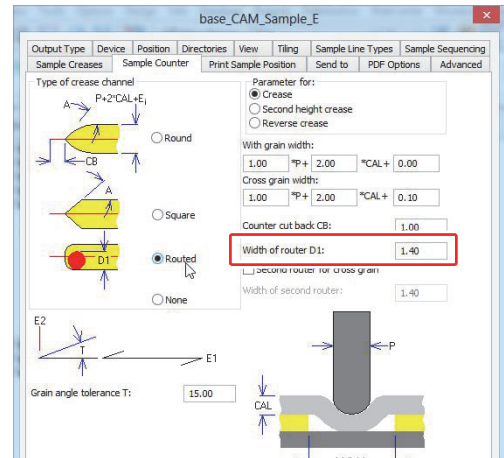 base_CAM_Sample_E
Output Type Device Position Directories View Tiling Sample Line Types Sample Sequencing
Sample Creases Sample Counter Print Sample Position Send to PDF Options Advanced
Type of crease channel
P+2*CAL+E
A
CB
Round
A
Square
D1
Routed
None
Parameter for:
Crease
Second height crease
Reverse crease
With grain width:
1.00 *P+ 2.00 *CAL+ 0.00
Cross grain width:
1.00 *P+ 2.00 *CAL+ 0.10
Counter cut back CB: 1.00
Width of router D1: 1.40
Second router for cross grain
Width of second router: 1.40
E2
T
E1
Grain angle tolerance T: 15.00
P
CAL